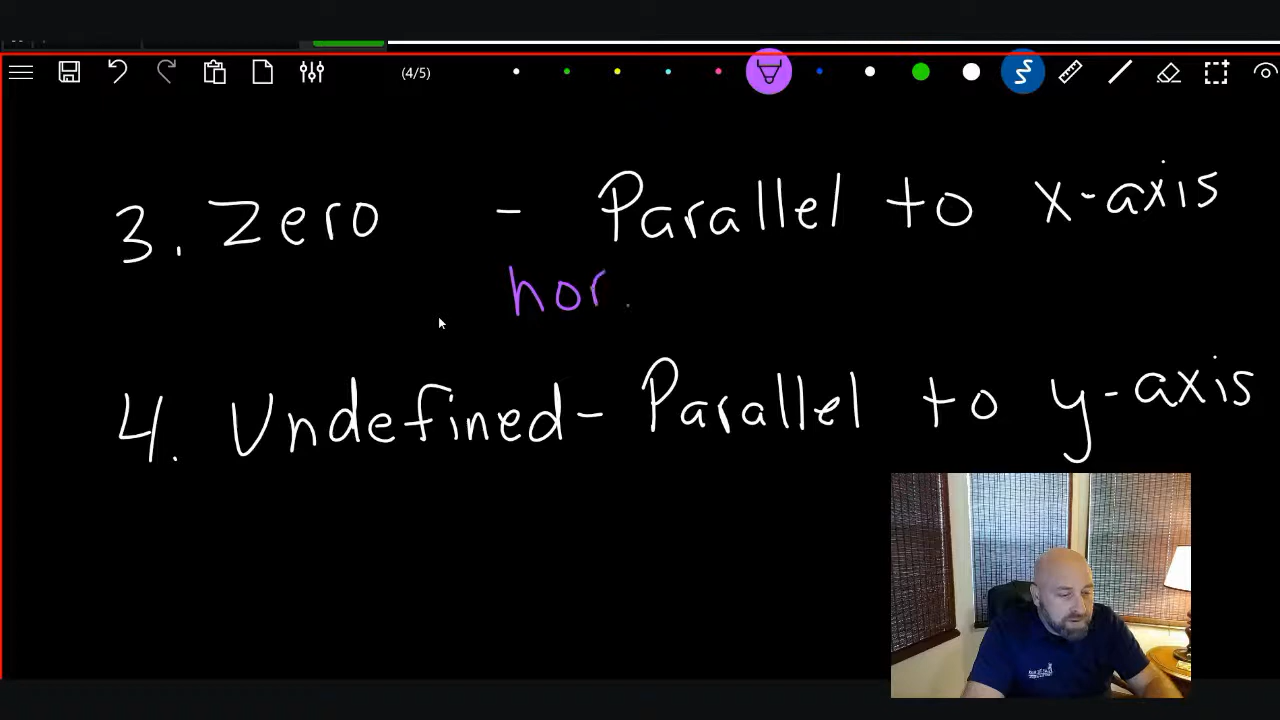 (4/5)
3. Zero - Parallel to x-axis
hor
4. Undefined- Parallel to y-axis